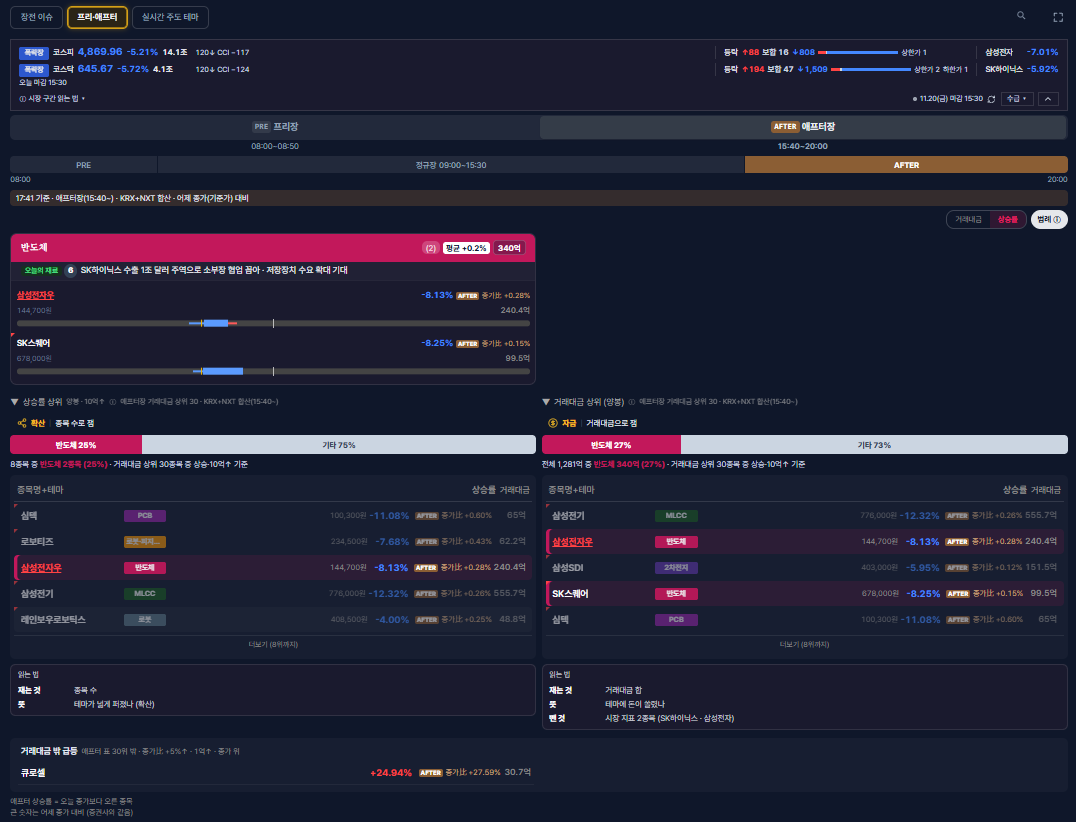 장전 이슈 프리·애프터 실시간 주도 테마
폭락장 코스피 4,869.96 -5.21% 14.1조 120↓ CCI -117 등락 ↑88 보합 16 ↓808 상한가 1 삼성전자 -7.01%
폭락장 코스닥 645.67 -5.72% 4.1조 120↓ CCI -124 등락 ↑194 보합 47 ↓1,509 상한가 2 하한가 1 SK하이닉스 -5.92%
오늘 마감 15:30
ⓘ 시장 구간 읽는 법 ▾ 11.20(금) 마감 15:30 수급 ▾
PRE 프리장 AFTER 애프터장
08:00~08:50 15:40~20:00
PRE 정규장 09:00~15:30 AFTER
08:00 20:00
17:41 기준 · 애프터장(15:40~) · KRX+NXT 합산 · 어제 종가(기준가) 대비
거래대금 상승률 범례 ⓘ
반도체 (2) 평균 +0.2% 340억
오늘의 재료 6 SK하이닉스 수출 1조 달러 주역으로 소부장 협업 꼽아 · 저장장치 수요 확대 기대
삼성전자우 -8.13% AFTER 종가比 +0.28%
144,700원 240.4억
SK스퀘어 -8.25% AFTER 종가比 +0.15%
678,000원 99.5억
▼ 상승률 상위 양봉 · 10억↑ ⓘ 애프터장 거래대금 상위 30 · KRX+NXT 합산(15:40~)
확산 종목 수로 잼
반도체 25% 기타 75%
8종목 중 반도체 2종목 (25%) · 거래대금 상위 30종목 중 상승·10억↑ 기준
종목명+테마 상승률 거래대금
심텍 PCB 100,300원 -11.08% AFTER 종가比 +0.60% 65억
로보티즈 로봇·피지... 234,500원 -7.68% AFTER 종가比 +0.43% 62.2억
삼성전자우 반도체 144,700원 -8.13% AFTER 종가比 +0.28% 240.4억
삼성전기 MLCC 776,000원 -12.32% AFTER 종가比 +0.26% 555.7억
레인보우로보틱스 로봇 408,500원 -4.00% AFTER 종가比 +0.25% 48.8억
더보기 (8위까지)
▼ 거래대금 상위 (양봉) ⓘ 애프터장 거래대금 상위 30 · KRX+NXT 합산(15:40~)
자금 거래대금으로 잼
반도체 27% 기타 73%
전체 1,281억 중 반도체 340억 (27%) · 거래대금 상위 30종목 중 상승·10억↑ 기준
종목명+테마 상승률 거래대금
삼성전기 MLCC 776,000원 -12.32% AFTER 종가比 +0.26% 555.7억
삼성전자우 반도체 144,700원 -8.13% AFTER 종가比 +0.28% 240.4억
삼성SDI 2차전지 403,000원 -5.95% AFTER 종가比 +0.12% 151.5억
SK스퀘어 반도체 678,000원 -8.25% AFTER 종가比 +0.15% 99.5억
심텍 PCB 100,300원 -11.08% AFTER 종가比 +0.60% 65억
더보기 (8위까지)
읽는 법
재는 것 종목 수
뜻 테마가 넓게 퍼졌나 (확산)
읽는 법
재는 것 거래대금 합
뜻 테마에 돈이 쏠렸나
뺀 것 시장 지표 2종목 (SK하이닉스 · 삼성전자)
거래대금 밖 급등 애프터 표 30위 밖 · 종가比 +5%↑ · 1억↑ · 종가 위
큐로셀 +24.94% AFTER 종가比 +27.59% 30.7억
애프터 상승률 = 오늘 종가보다 오른 종목
큰 숫자는 어제 종가 대비 (증권사와 같음)